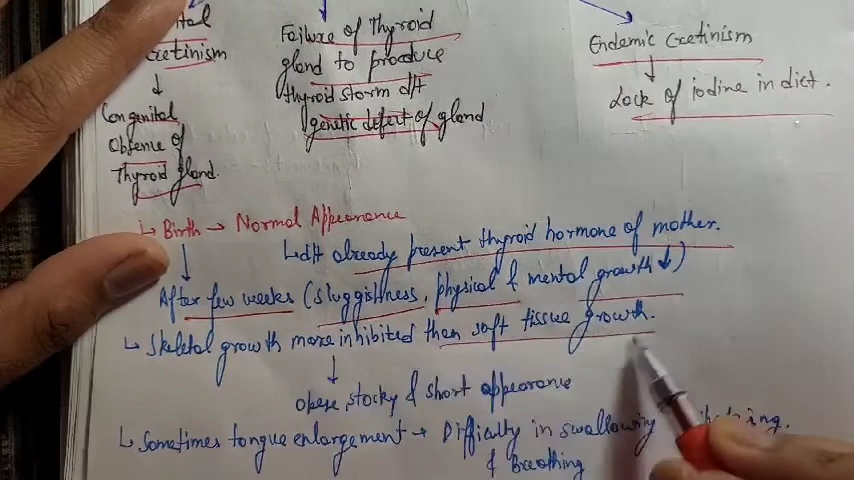 Cretinism
Congenital
Absence of
Thyroid gland.
Failure of Thyroid
gland to produce
thyroid storm d/t
genetic defect of gland
Endemic Cretinism
Lack of iodine in diet.
Birth → Normal Appearance
d/t already present thyroid hormone of mother.
After few weeks (sluggishness, physical & mental growth ↓)
Skeletal growth more inhibited then soft tissue growth.
obese, stocky & short appearance
Sometimes tongue enlargement → Difficulty in swallowing
& Breathing